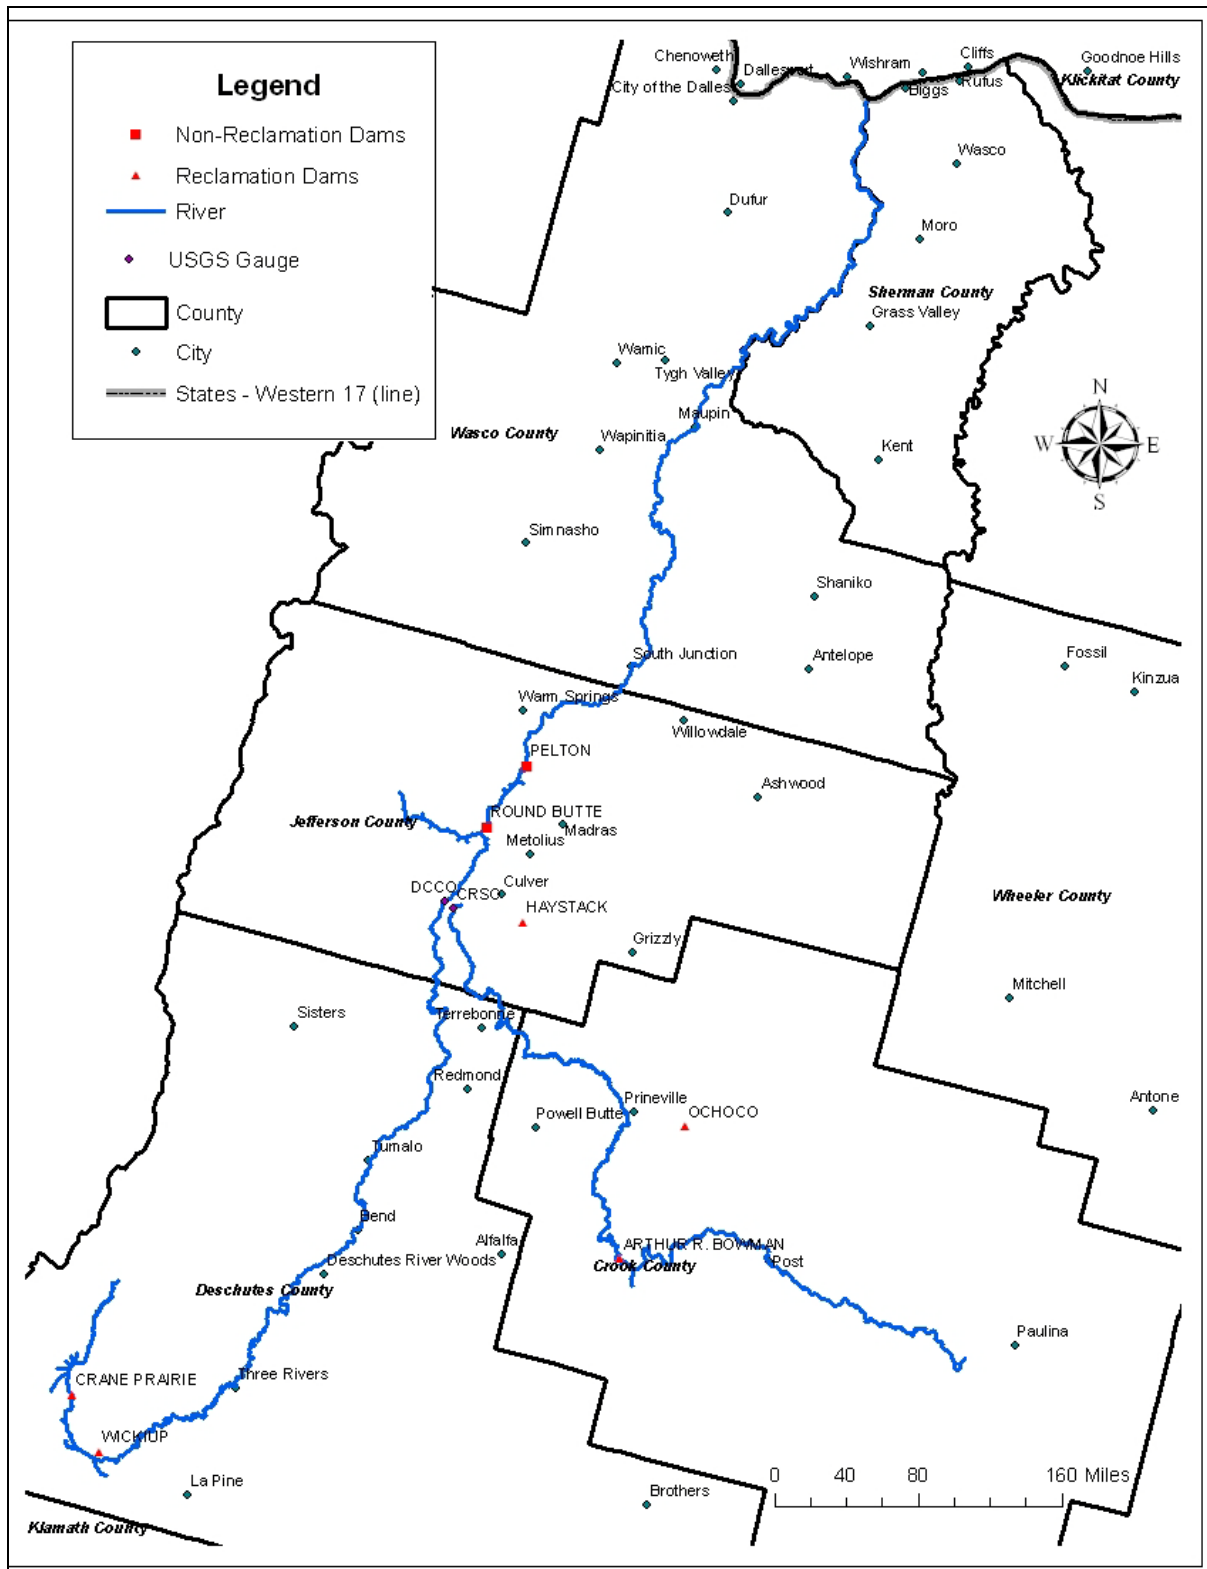 Legend
Non-Reclamation Dams
Reclamation Dams
River
USGS Gauge
County
City
States - Western 17 (line)
Chenoweth
Cliffs
Goodnoe Hills
Wishram
Klickitat County
City of the Dalles
Rufus
Biggs
Wasco
Dufur
Moro
Sherman County
Grass Valley
Wamic
Tygh Valley
Maupin
Wasco County
Wapinitia
Kent
N
W
E
S
Simnasho
Shaniko
South Junction
Antelope
Fossil
Kinzua
Warm Springs
Willowdale
PELTON
Ashwood
ROUND BUTTE
Jefferson County
Madras
Metolius
Culver
DCCO
CRSO
HAYSTACK
Wheeler County
Grizzly
Mitchell
Sisters
Terrebonne
Redmond
Prineville
Powell Butte
OCHOCO
Antone
Tumalo
Bend
Alfalfa
ARTHUR R. BOWMAN
Deschutes River Woods
Crook County
Post
Deschutes County
Paulina
CRANE PRAIRIE
Three Rivers
WICKIUP
La Pine
0 40 80 160 Miles
Brothers
Klamath County